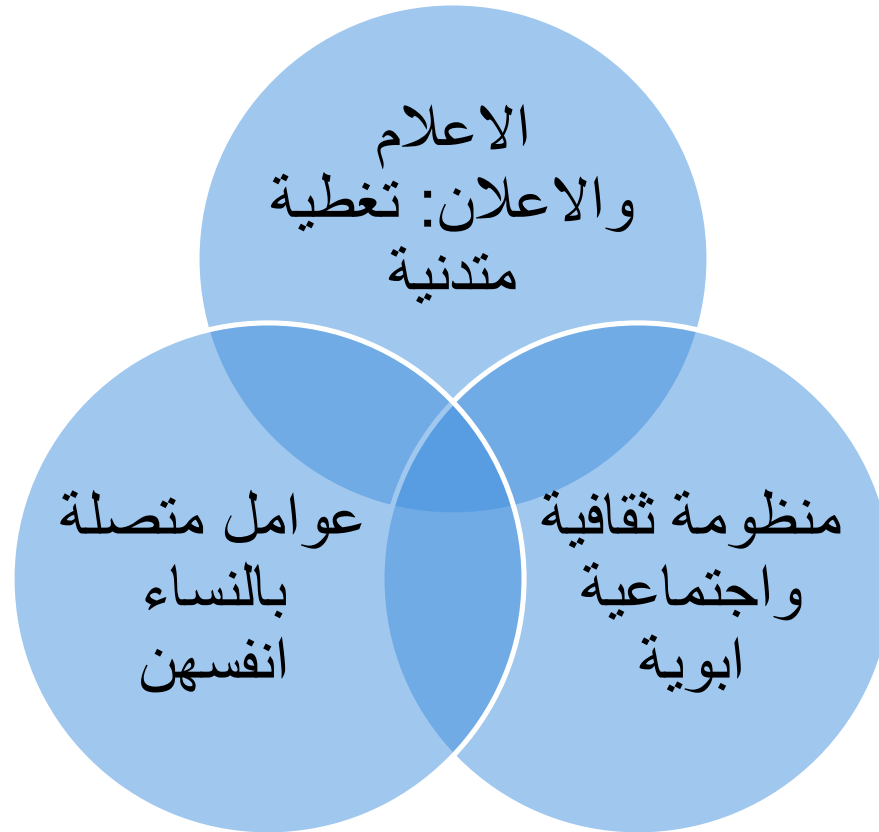 الاعلام
والاعلان: تغطية
متدنية
منظومة ثقافية
واجتماعية
ابوية
عوامل متصلة
بالنساء
انفسهن